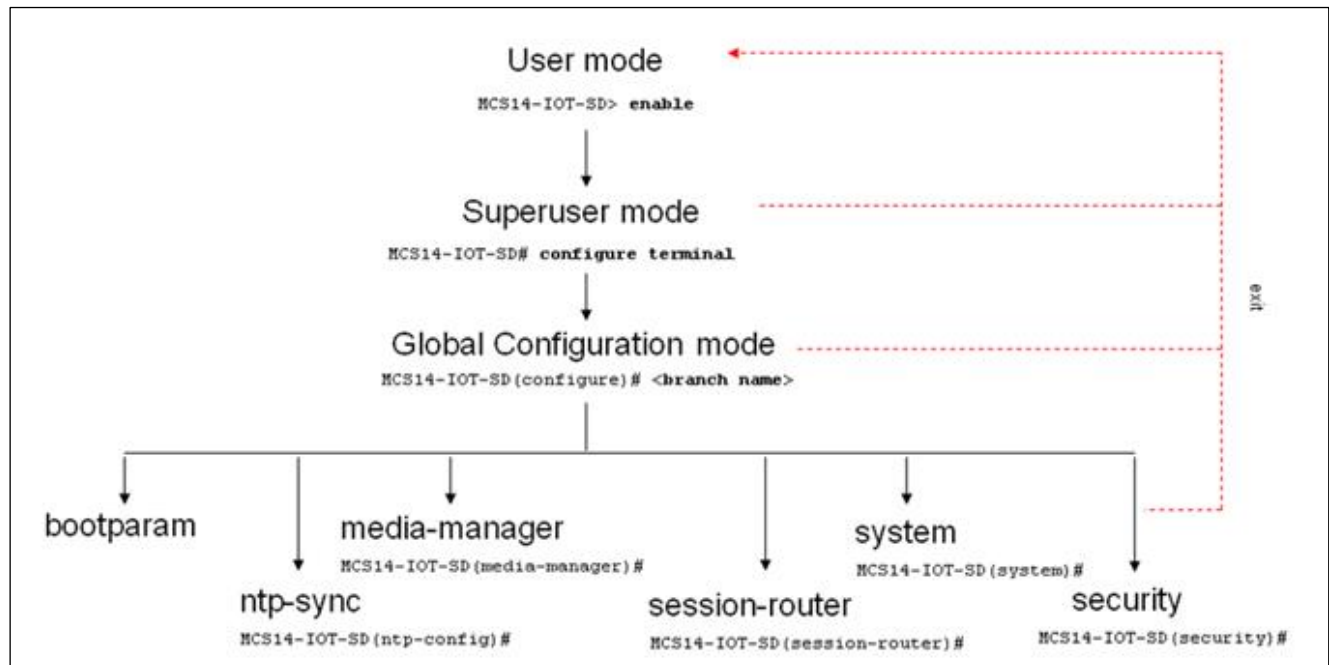 User mode
MCS14-IOT-SD> enable
Superuser mode
MCS14-IOT-SD# configure terminal
exit
Global Configuration mode
MCS14-IOT-SD(configure)# <branch name>
bootparam
media-manager
MCS14-IOT-SD(media-manager)#
system
MCS14-IOT-SD(system)#
ntp-sync
MCS14-IOT-SD(ntp-config)#
session-router
MCS14-IOT-SD(session-router)#
security
MCS14-IOT-SD(security)#